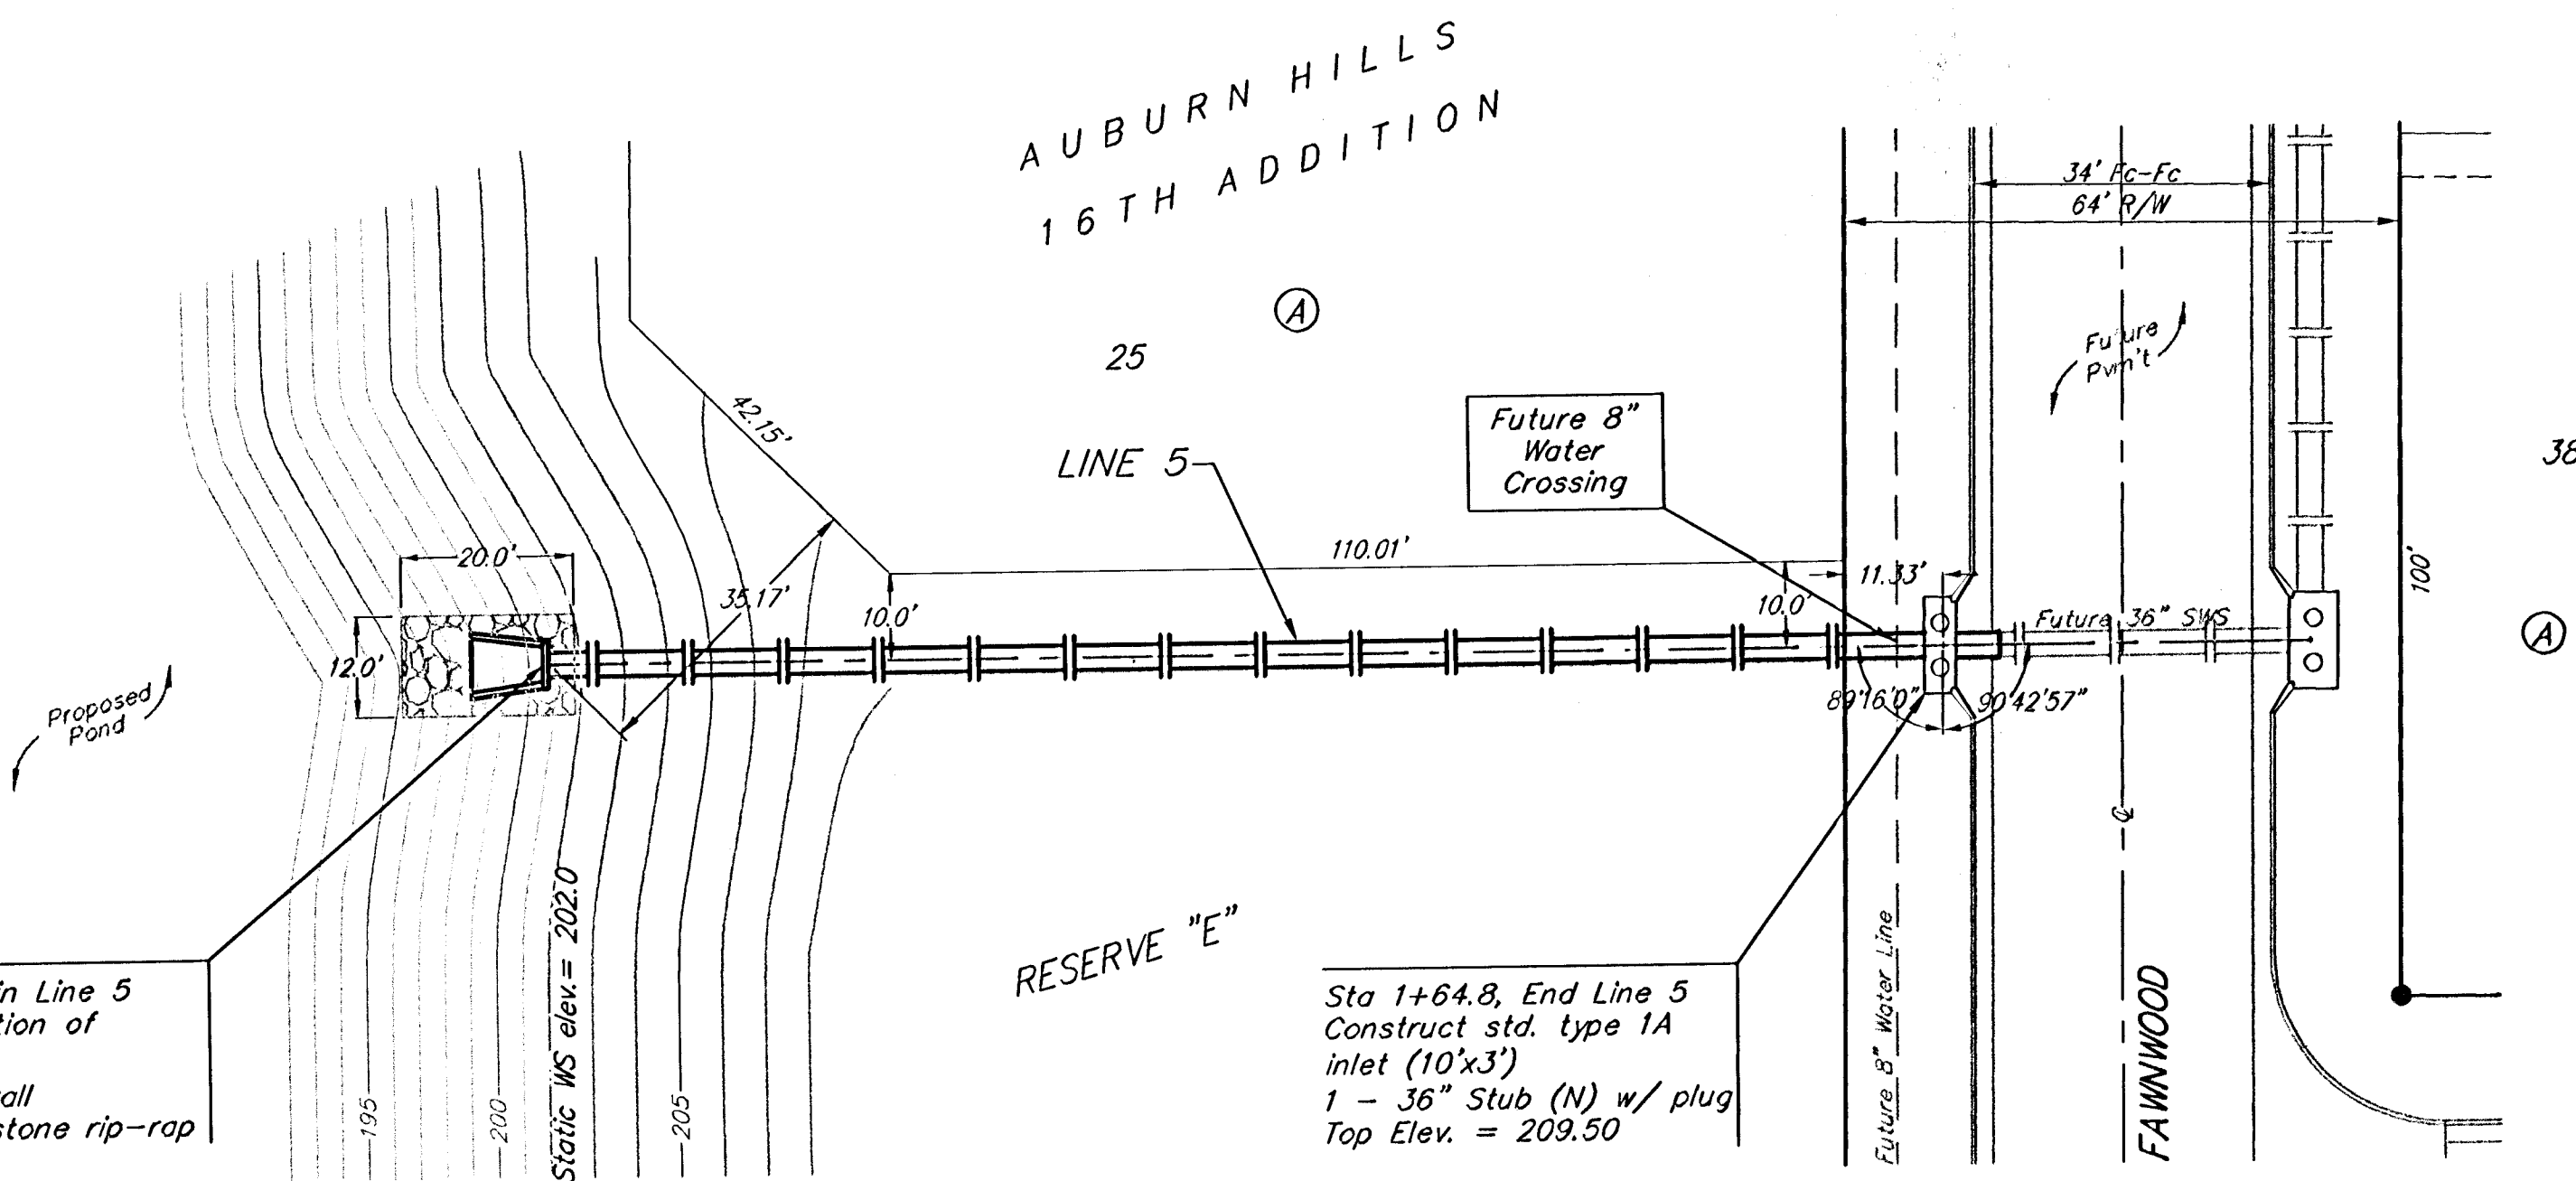 AUBURN HILLS
16TH ADDITION
34' Fc-Fc
64' R/W
A
25
Future
Pvm't
42.15'
Future 8"
Water
Crossing
LINE 5
38
20.0'
110.01'
11.33'
100'
35.17'
10.0'
10.0'
Future 36" SWS
A
12.0'
89°16'0"
90°42'57"
Proposed
Pond
℄
Static WS elev.= 202.0
RESERVE "E"
Future 8" Water Line
FAWNWOOD
in Line 5
tion of
all
stone rip-rap
195
200
205
Sta 1+64.8, End Line 5
Construct std. type 1A
inlet (10'x3')
1 - 36" Stub (N) w/ plug
Top Elev. = 209.50